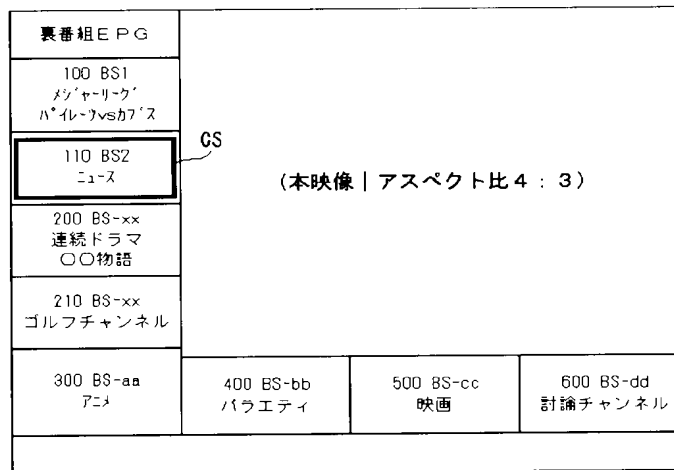 裏番組EPG
100 BS1
メジャーリーグ
パイレーツvsカブス
110 BS2
ニュース
CS
(本映像|アスペクト比4:3)
200 BS-xx
連続ドラマ
〇〇物語
210 BS-xx
ゴルフチャンネル
300 BS-aa
アニメ
400 BS-bb
バラエティ
500 BS-cc
映画
600 BS-dd
討論チャンネル